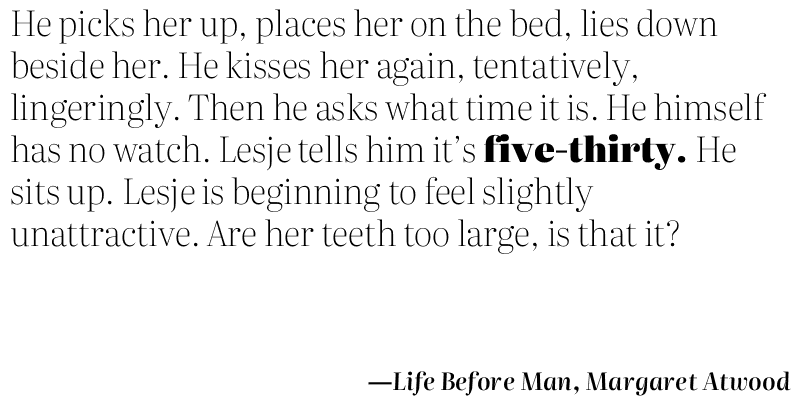 He picks her up, places her on the bed, lies down
beside her. He kisses her again, tentatively,
lingeringly. Then he asks what time it is. He himself
has no watch. Lesje tells him it’s five-thirty. He
sits up. Lesje is beginning to feel slightly
unattractive. Are her teeth too large, is that it?
—Life Before Man, Margaret Atwood